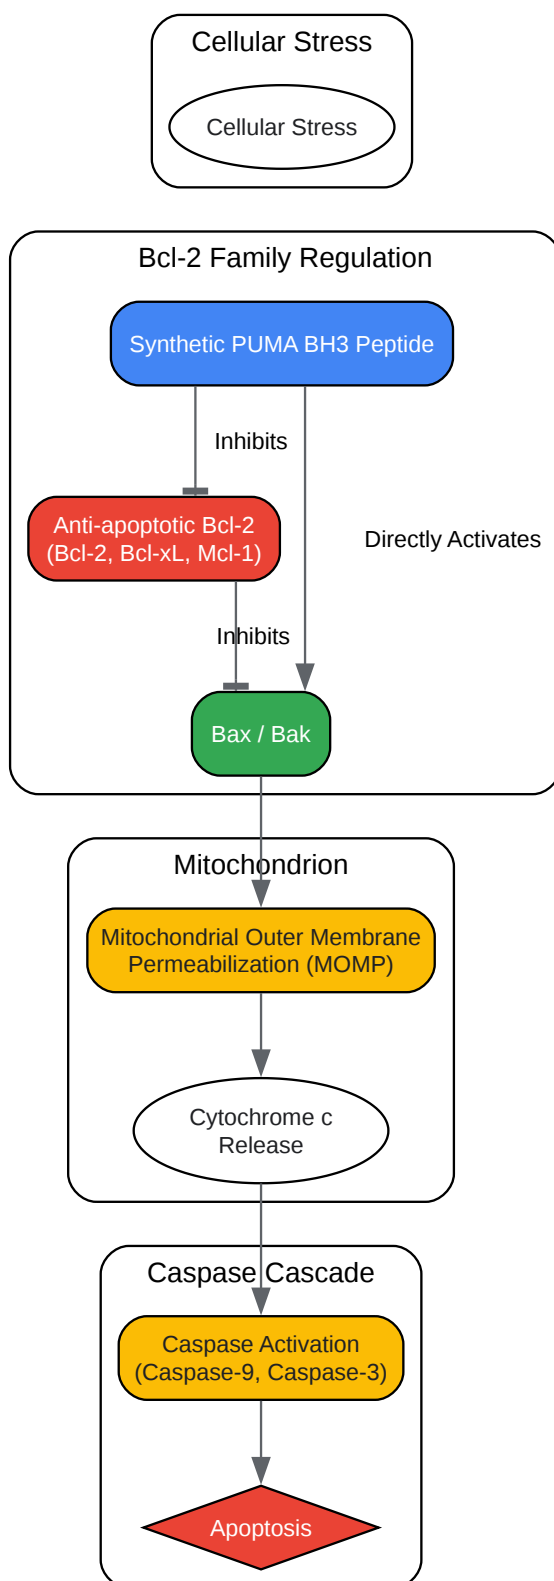 Cellular Stress
Cellular Stress
Bcl-2 Family Regulation
Synthetic PUMA BH3 Peptide
Inhibits
Anti-apoptotic Bcl-2
(Bcl-2, Bcl-xL, Mcl-1)
Directly Activates
Inhibits
Bax / Bak
Mitochondrion
Mitochondrial Outer Membrane
Permeabilization (MOMP)
Cytochrome c
Release
Caspase Cascade
Caspase Activation
(Caspase-9, Caspase-3)
Apoptosis